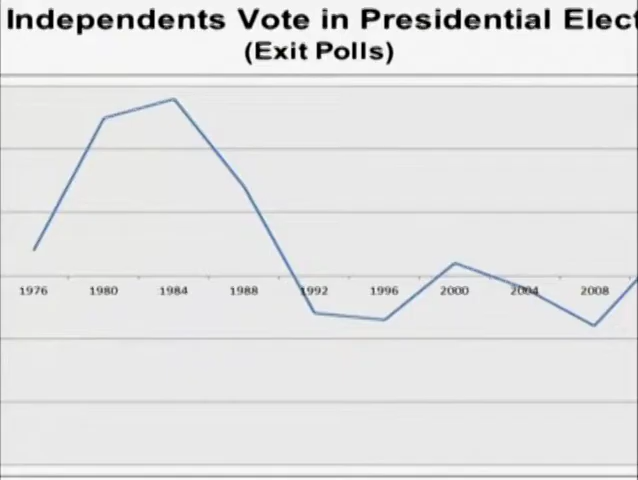 Independents Vote in Presidential Elect
(Exit Polls)
1976 1980 1984 1988 1992 1996 2000 2004 2008